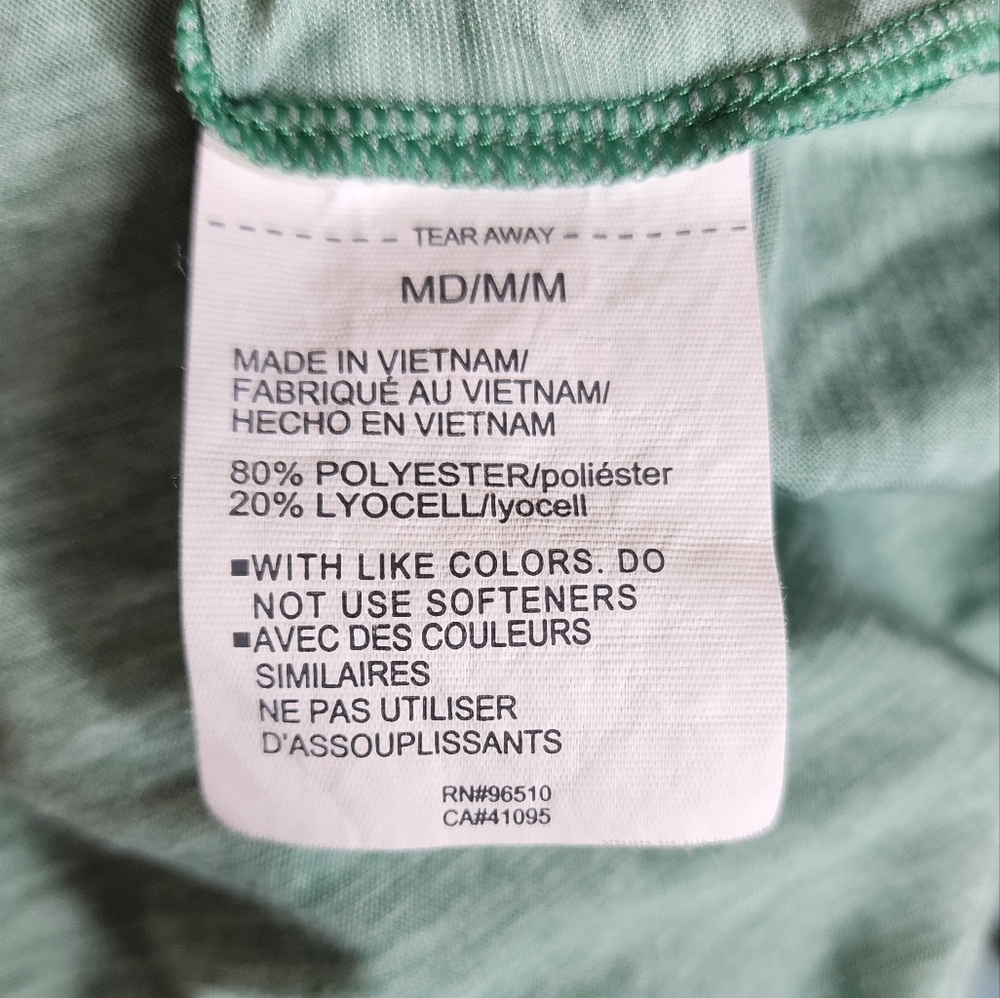 TEAR AWAY
MD/M/M
MADE IN VIETNAM/
FABRIQUÉ AU VIETNAM/
HECHO EN VIETNAM
80% POLYESTER/poliéster
20% LYOCELL/lyocell
▪WITH LIKE COLORS. DO
NOT USE SOFTENERS
▪AVEC DES COULEURS
SIMILAIRES
NE PAS UTILISER
D'ASSOUPLISSANTS
RN#96510
CA#41095